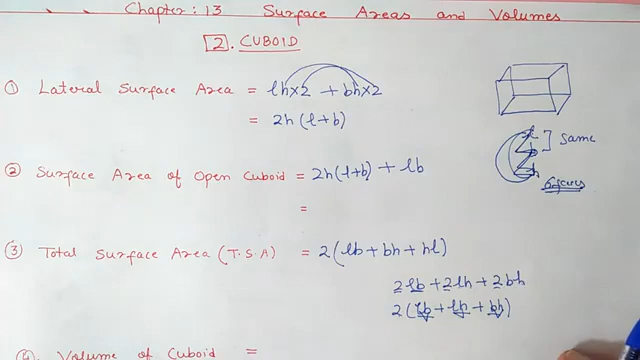 Chapter: 13 Surface Areas and Volumes
2. CUBOID
① Lateral Surface Area = lh×2 + bh×2
= 2h(l+b)
② Surface Area of Open Cuboid = 2h(l+b) + lb
=
③ Total Surface Area (T.S.A) = 2(lb+bh+hl)
2lb + 2lh + 2bh
2(lb + lh + bh)
④ Volume of Cuboid =
l
b
h
Same